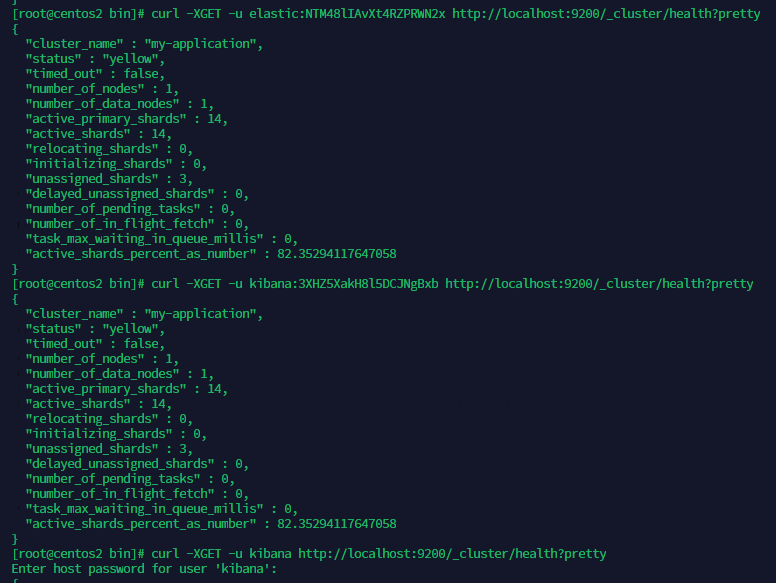 }
[root@centos2 bin]# curl -XGET -u elastic:NTM48lIAvXt4RZPRWN2x http://localhost:9200/_cluster/health?pretty
{
  "cluster_name" : "my-application",
  "status" : "yellow",
  "timed_out" : false,
  "number_of_nodes" : 1,
  "number_of_data_nodes" : 1,
  "active_primary_shards" : 14,
  "active_shards" : 14,
  "relocating_shards" : 0,
  "initializing_shards" : 0,
  "unassigned_shards" : 3,
  "delayed_unassigned_shards" : 0,
  "number_of_pending_tasks" : 0,
  "number_of_in_flight_fetch" : 0,
  "task_max_waiting_in_queue_millis" : 0,
  "active_shards_percent_as_number" : 82.35294117647058
}
[root@centos2 bin]# curl -XGET -u kibana:3XHZ5XakH8l5DCJNgBxb http://localhost:9200/_cluster/health?pretty
{
  "cluster_name" : "my-application",
  "status" : "yellow",
  "timed_out" : false,
  "number_of_nodes" : 1,
  "number_of_data_nodes" : 1,
  "active_primary_shards" : 14,
  "active_shards" : 14,
  "relocating_shards" : 0,
  "initializing_shards" : 0,
  "unassigned_shards" : 3,
  "delayed_unassigned_shards" : 0,
  "number_of_pending_tasks" : 0,
  "number_of_in_flight_fetch" : 0,
  "task_max_waiting_in_queue_millis" : 0,
  "active_shards_percent_as_number" : 82.35294117647058
}
[root@centos2 bin]# curl -XGET -u kibana http://localhost:9200/_cluster/health?pretty
Enter host password for user 'kibana':
{